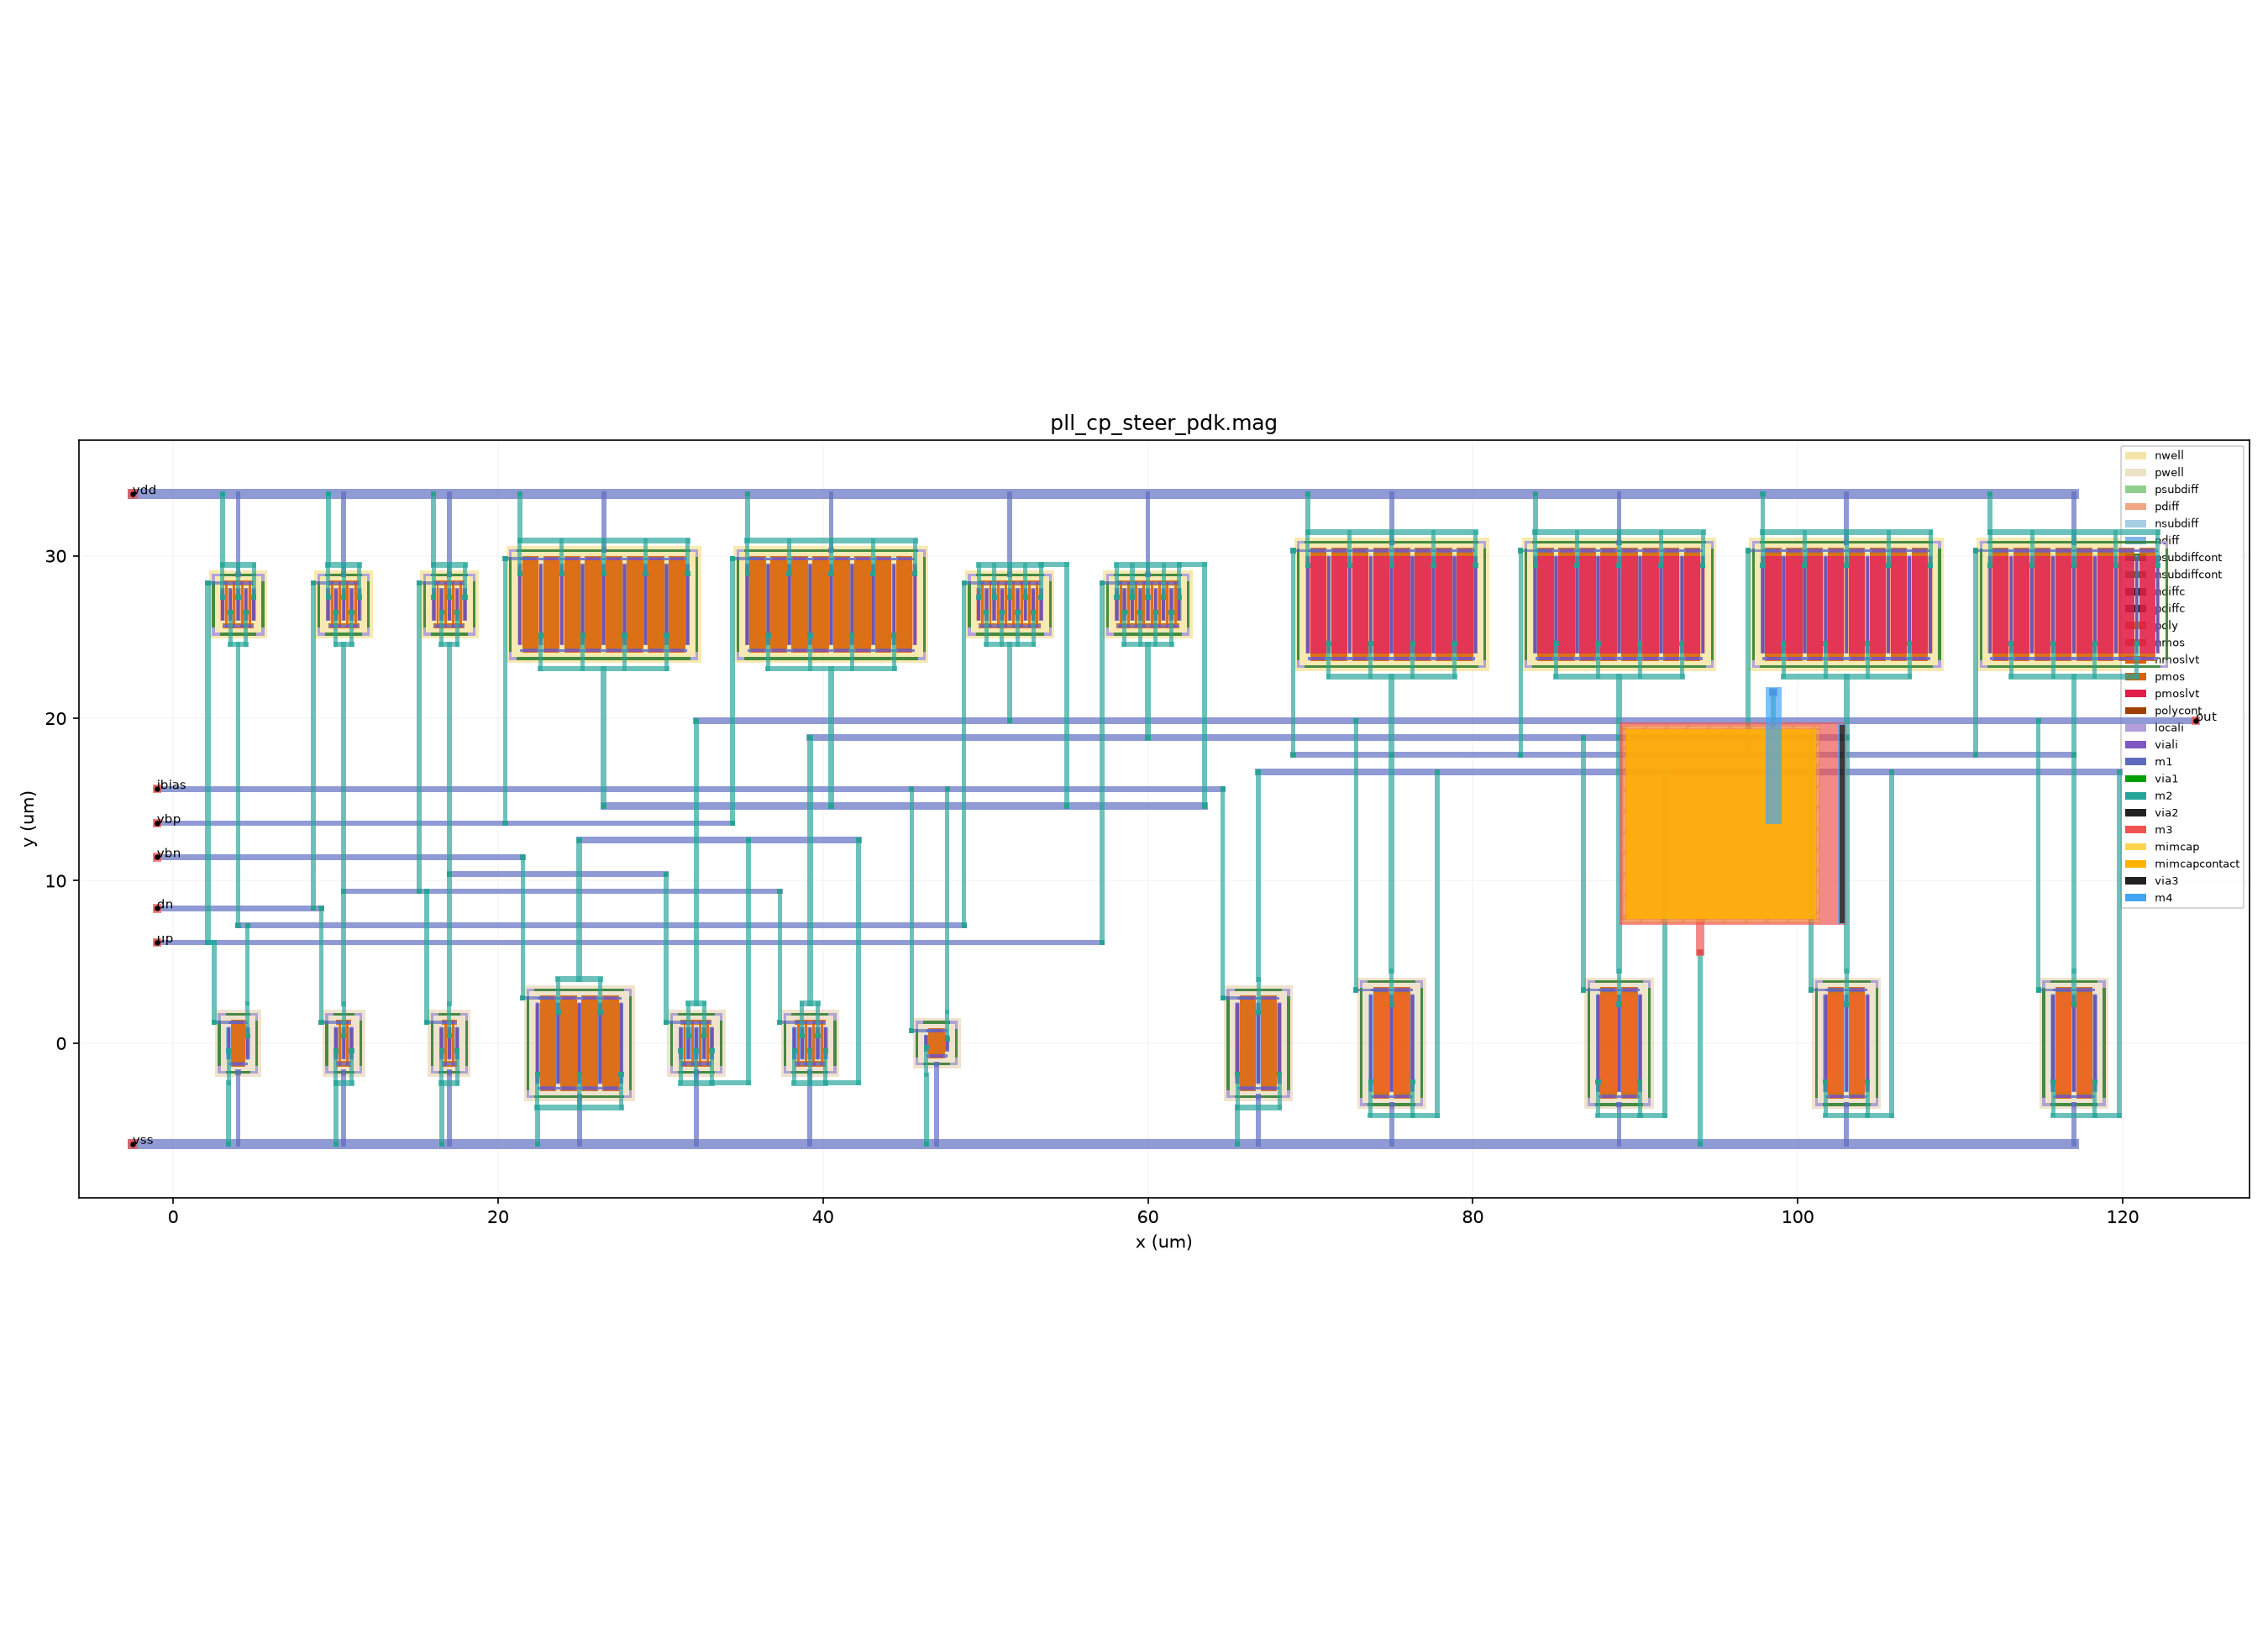 pll_cp_steer_pdk.mag
y (um)
30
20
10
0
0
20
40
60
80
100
120
x (um)
vdd
out
ibias
vbp
vbn
dn
up
vss
nwell
pwell
psubdiff
pdiff
nsubdiff
ndiff
psubdiffcont
nsubdiffcont
ndiffc
pdiffc
poly
nmos
nmoslvt
pmos
pmoslvt
polycont
locali
viali
m1
via1
m2
via2
m3
mimcap
mimcapcontact
via3
m4